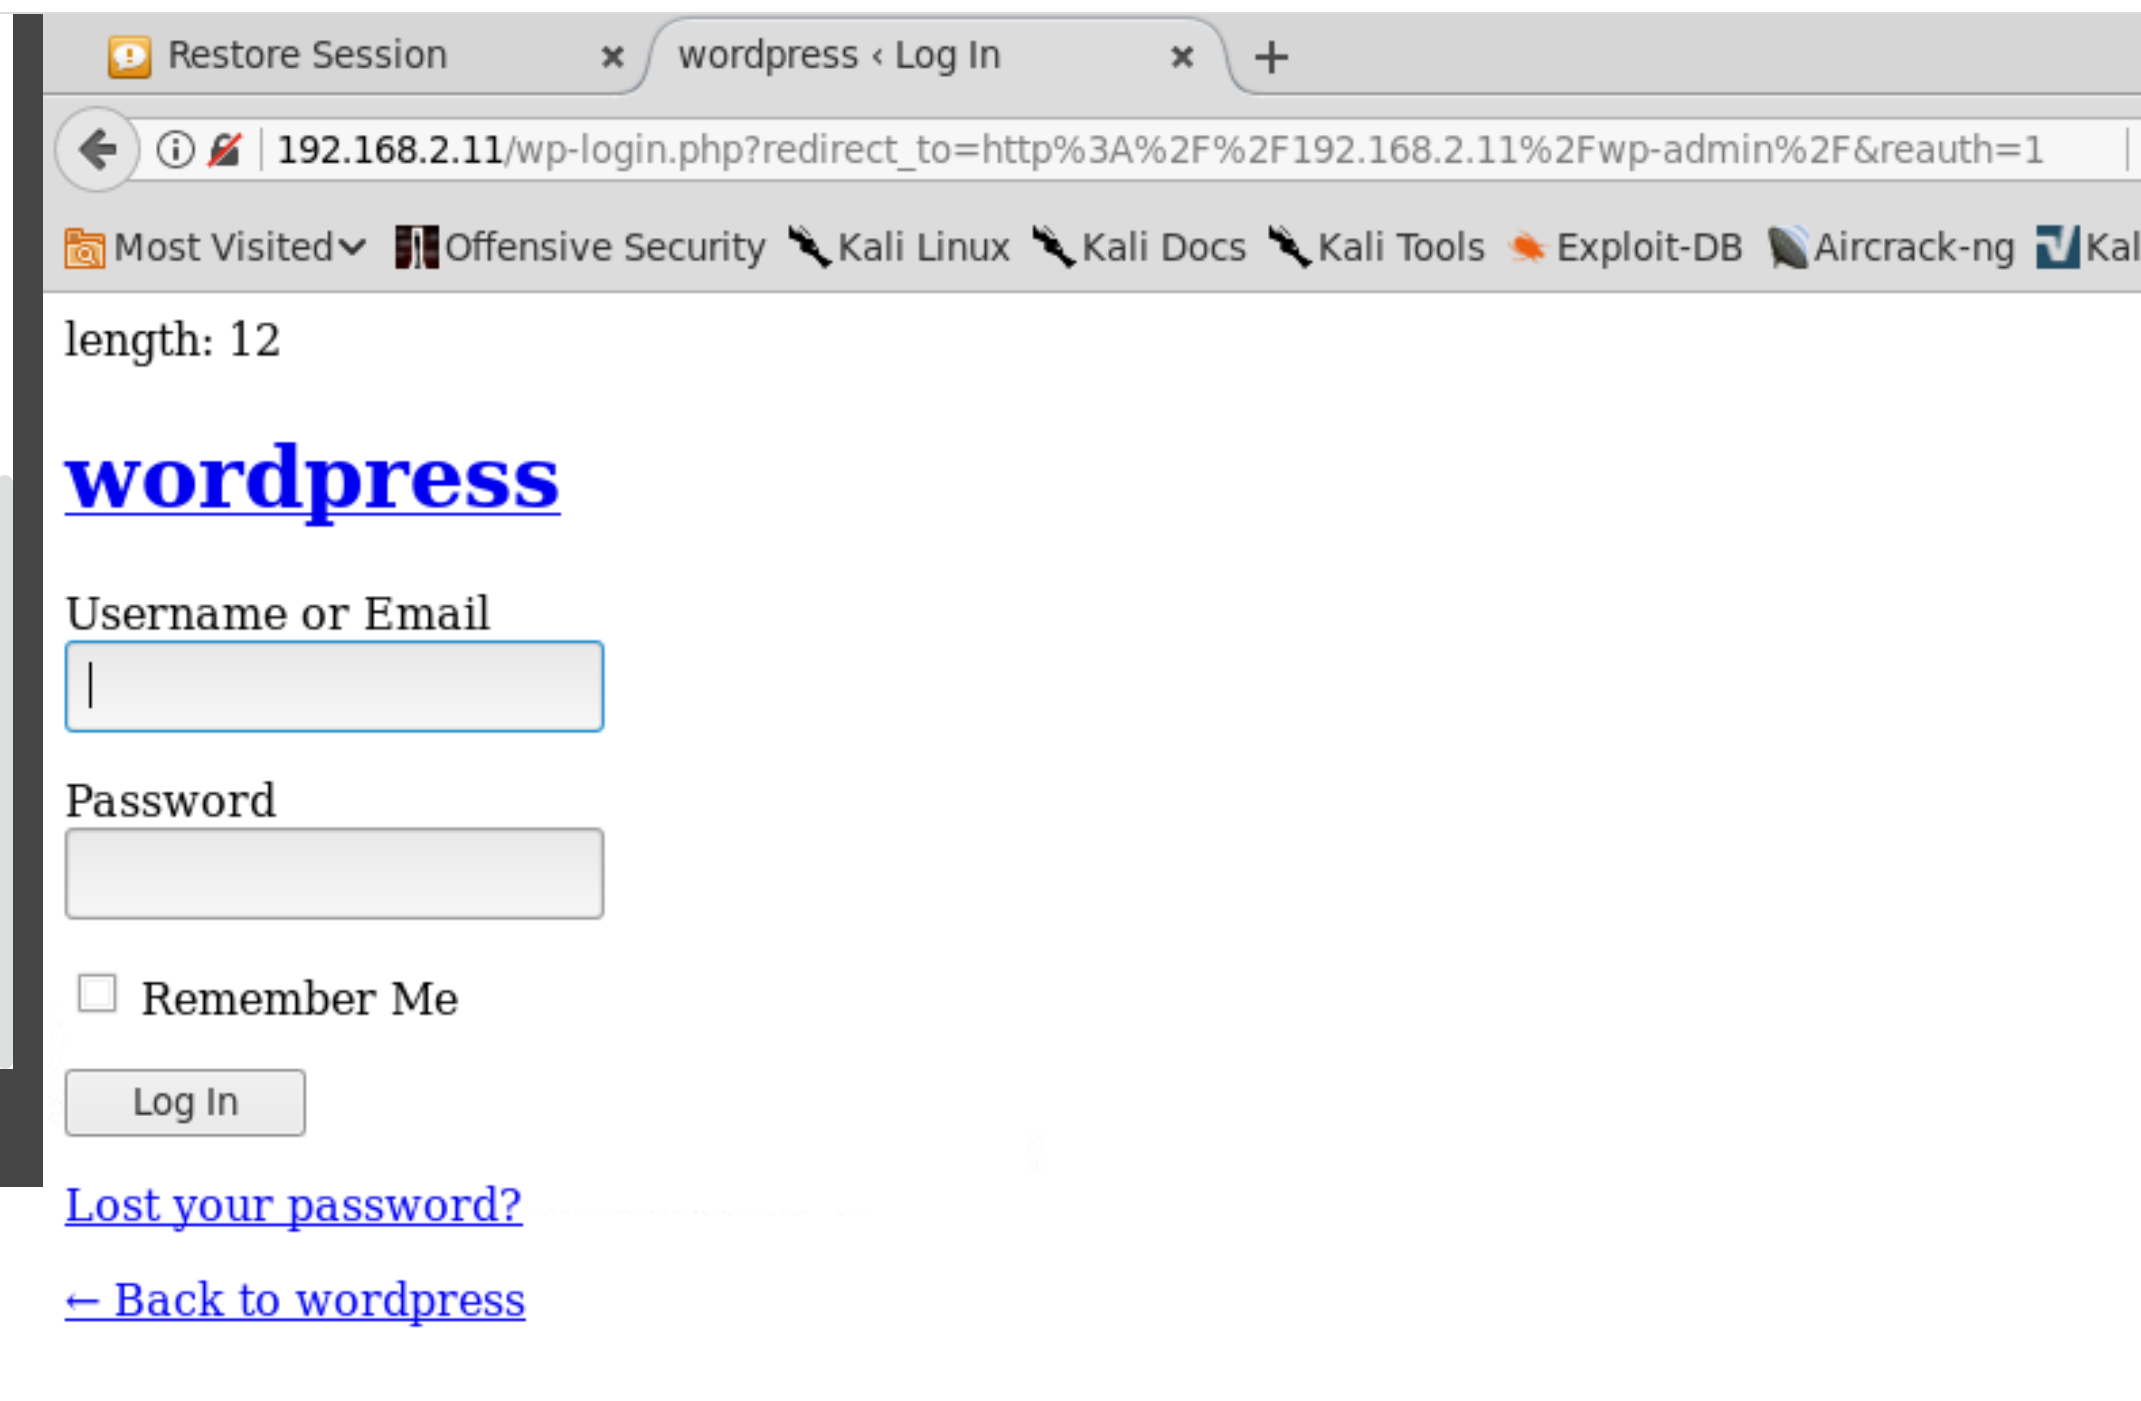 Restore Session
wordpress ‹ Log In
192.168.2.11/wp-login.php?redirect_to=http%3A%2F%2F192.168.2.11%2Fwp-admin%2F&reauth=1
Most Visited Offensive Security Kali Linux Kali Docs Kali Tools Exploit-DB Aircrack-ng Kal
length: 12
wordpress
Username or Email
Password
Remember Me
Log In
Lost your password?
← Back to wordpress